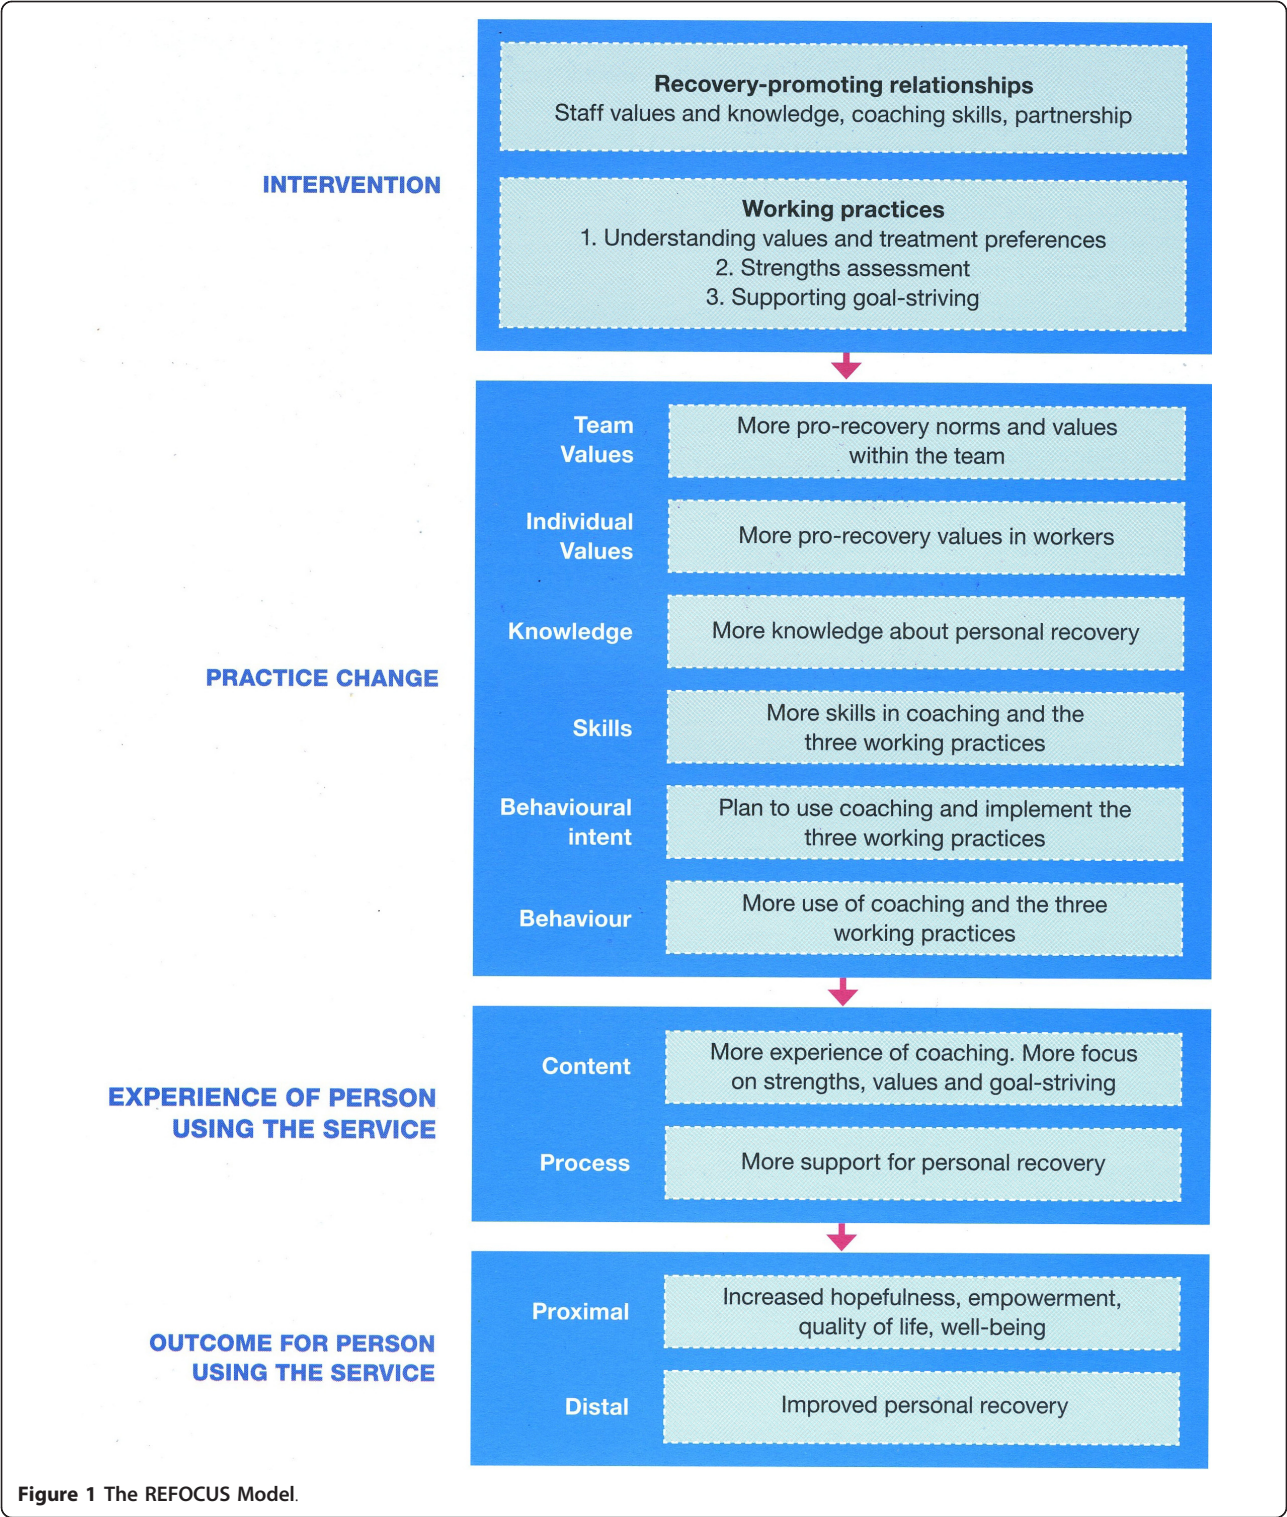 Recovery-promoting relationships
Staff values and knowledge, coaching skills, partnership
INTERVENTION
Working practices
1. Understanding values and treatment preferences
2. Strengths assessment
3. Supporting goal-striving
Team
Values
More pro-recovery norms and values
within the team
Individual
Values
More pro-recovery values in workers
Knowledge
More knowledge about personal recovery
PRACTICE CHANGE
Skills
More skills in coaching and the
three working practices
Behavioural
intent
Plan to use coaching and implement the
three working practices
Behaviour
More use of coaching and the three
working practices
EXPERIENCE OF PERSON
USING THE SERVICE
Content
More experience of coaching. More focus
on strengths, values and goal-striving
Process
More support for personal recovery
OUTCOME FOR PERSON
USING THE SERVICE
Proximal
Increased hopefulness, empowerment,
quality of life, well-being
Distal
Improved personal recovery
Figure 1 The REFOCUS Model.